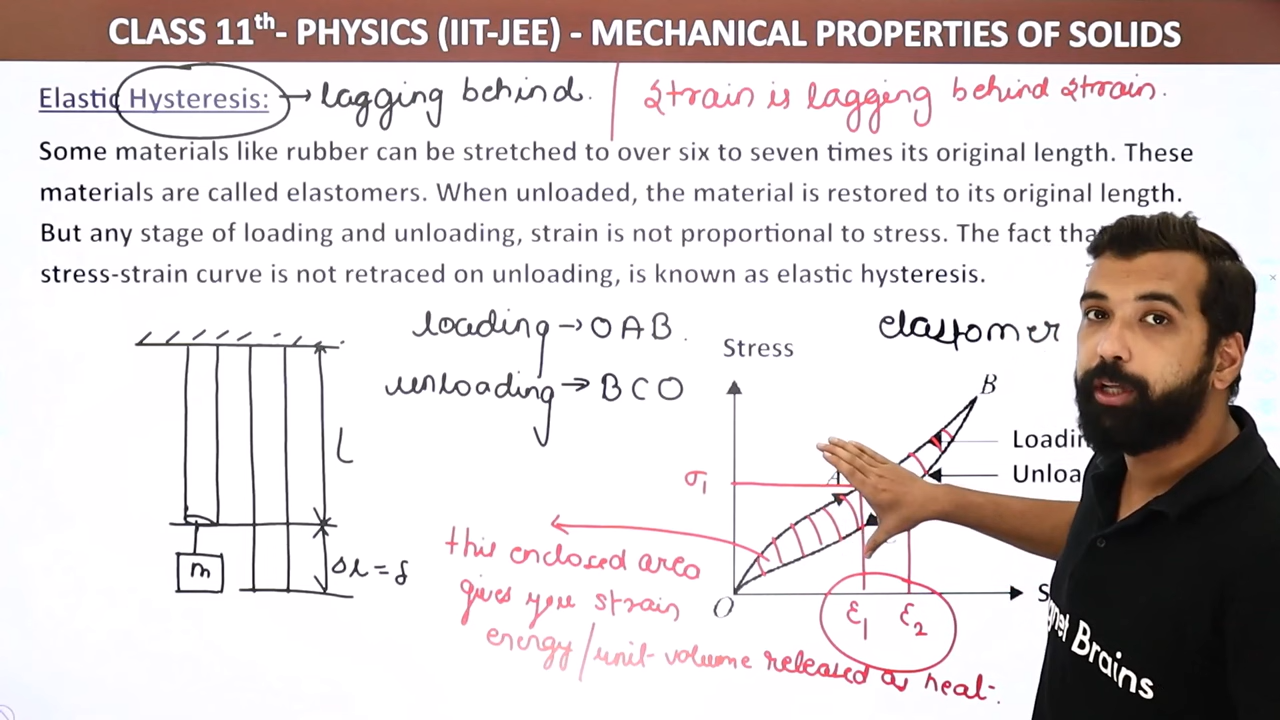 CLASS 11th- PHYSICS (IIT-JEE) - MECHANICAL PROPERTIES OF SOLIDS
Elastic Hysteresis: → lagging behind. | Strain is lagging behind strain.
Some materials like rubber can be stretched to over six to seven times its original length. These
materials are called elastomers. When unloaded, the material is restored to its original length.
But any stage of loading and unloading, strain is not proportional to stress. The fact
stress-strain curve is not retraced on unloading, is known as elastic hysteresis.
loading → OAB.
unloading → BCO
elastomer
Stress
B
Unloa
σ1
L
m
Δl = δ
this enclosed area
gives you strain
energy/unit volume released as heat.
O
ε1 ε2
Magnet Brains